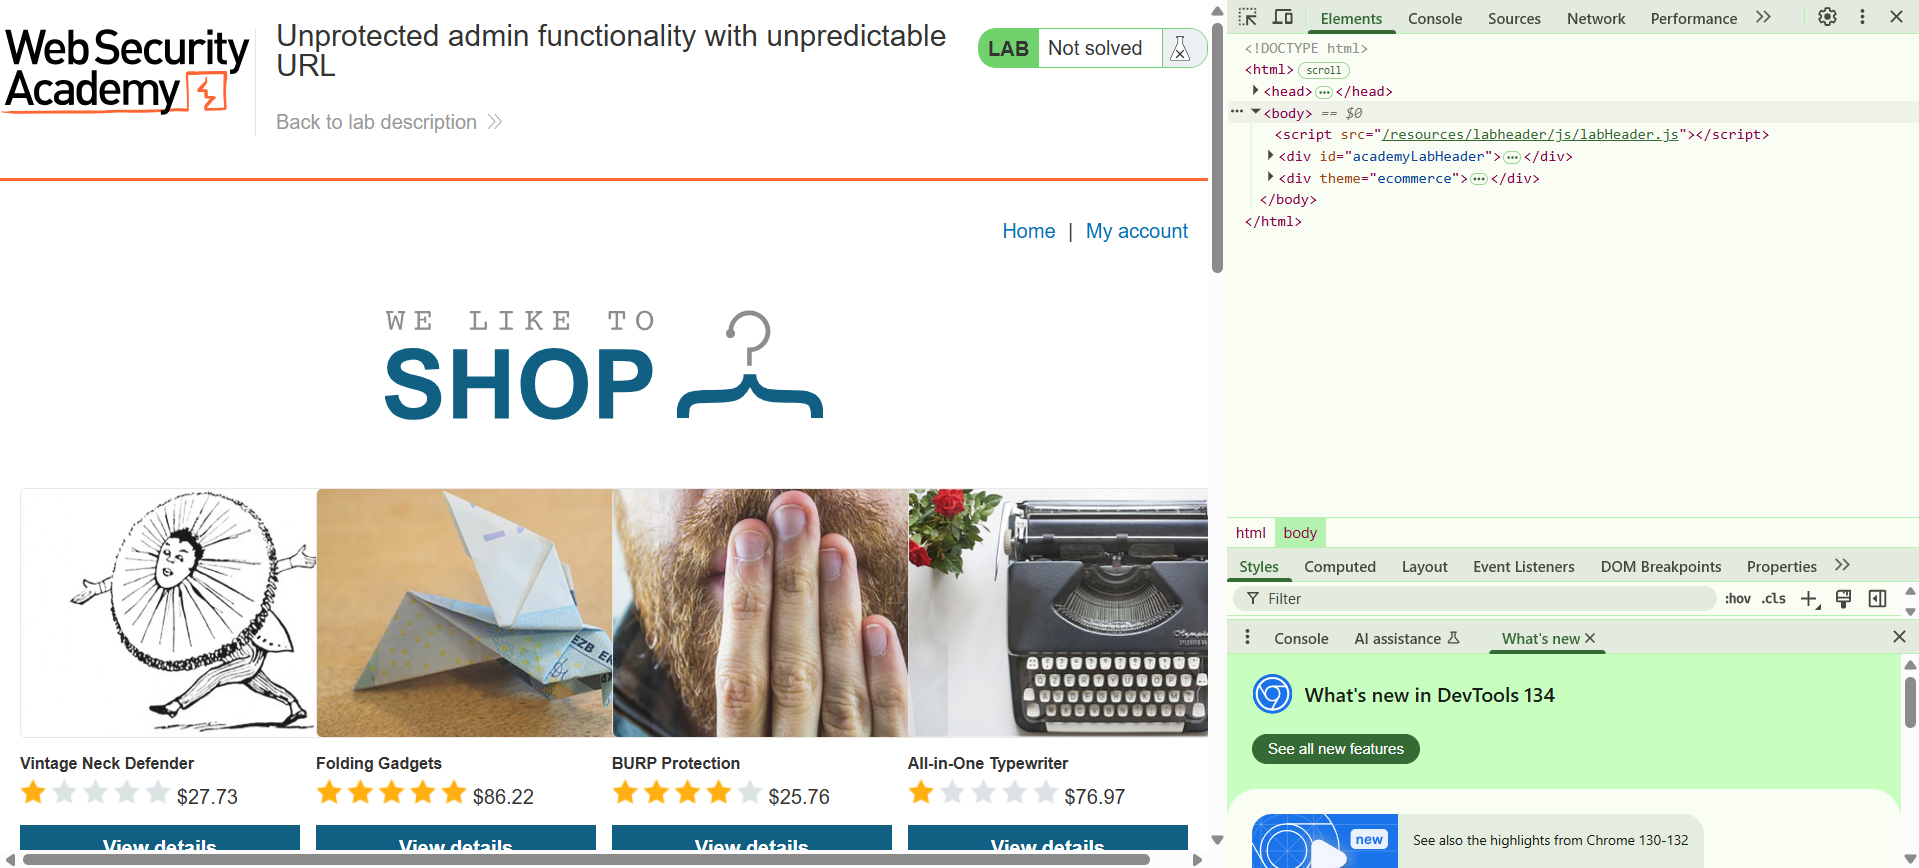 Web Security
Academy
Unprotected admin functionality with unpredictable
URL
Back to lab description
LAB Not solved
Home | My account
WE LIKE TO
SHOP
EZB
Vintage Neck Defender
$27.73
View details
Folding Gadgets
$86.22
View details
BURP Protection
$25.76
View details
All-in-One Typewriter
$76.97
View details
Elements Console Sources Network Performance
<!DOCTYPE html>
<html> scroll
<head> ••• </head>
••• <body> == $0
<script src="/resources/labheader/js/labHeader.js"></script>
<div id="academyLabHeader"> ••• </div>
<div theme="ecommerce"> ••• </div>
</body>
</html>
html body
Styles Computed Layout Event Listeners DOM Breakpoints Properties
Filter :hov .cls
Console AI assistance What's new
What's new in DevTools 134
See all new features
new
See also the highlights from Chrome 130-132